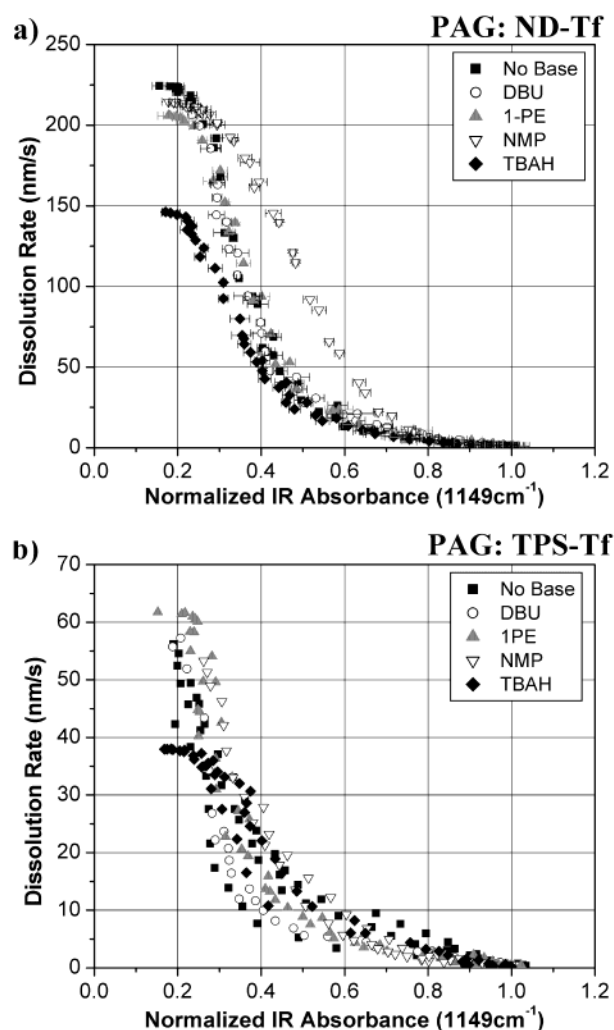 a)
PAG: ND-Tf
250
200
150
100
50
0
Dissolution Rate (nm/s)
No Base
DBU
1-PE
NMP
TBAH
0.0 0.2 0.4 0.6 0.8 1.0 1.2
Normalized IR Absorbance (1149cm⁻¹)
b)
PAG: TPS-Tf
70
60
50
40
30
20
10
0
Dissolution Rate (nm/s)
No Base
DBU
1PE
NMP
TBAH
0.0 0.2 0.4 0.6 0.8 1.0 1.2
Normalized IR Absorbance (1149cm⁻¹)